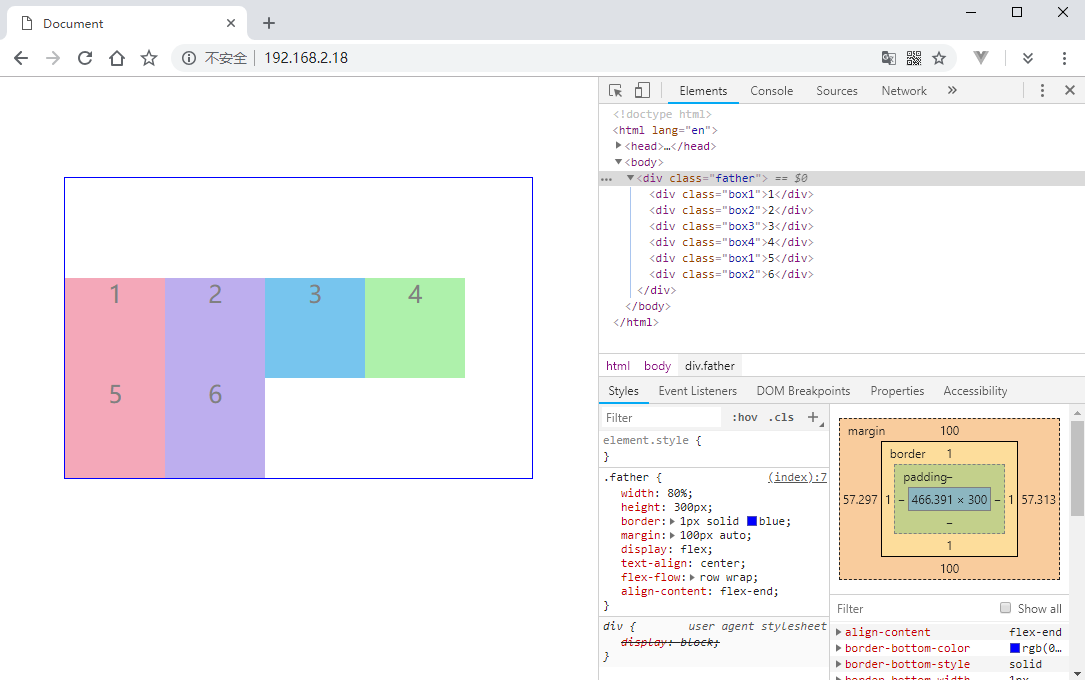 Document
不安全 192.168.2.18
1 2 3 4
5 6
Elements Console Sources Network »
<!doctype html>
<html lang="en">
<head>…</head>
<body>
<div class="father"> == $0
<div class="box1">1</div>
<div class="box2">2</div>
<div class="box3">3</div>
<div class="box4">4</div>
<div class="box1">5</div>
<div class="box2">6</div>
</div>
</body>
</html>
html body div.father
Styles Event Listeners DOM Breakpoints Properties Accessibility
Filter :hov .cls +
element.style {
}
.father { (index):7
width: 80%;
height: 300px;
border: 1px solid blue;
margin: 100px auto;
display: flex;
text-align: center;
flex-flow: row wrap;
align-content: flex-end;
}
div { user agent stylesheet
display: block;
}
margin 100
border 1
padding–
57.297 1 – 466.391 × 300 – 1 57.313
–
1
100
Filter Show all
align-content flex-end
border-bottom-color rgb(0…
border-bottom-style solid
border-bottom-width 1px